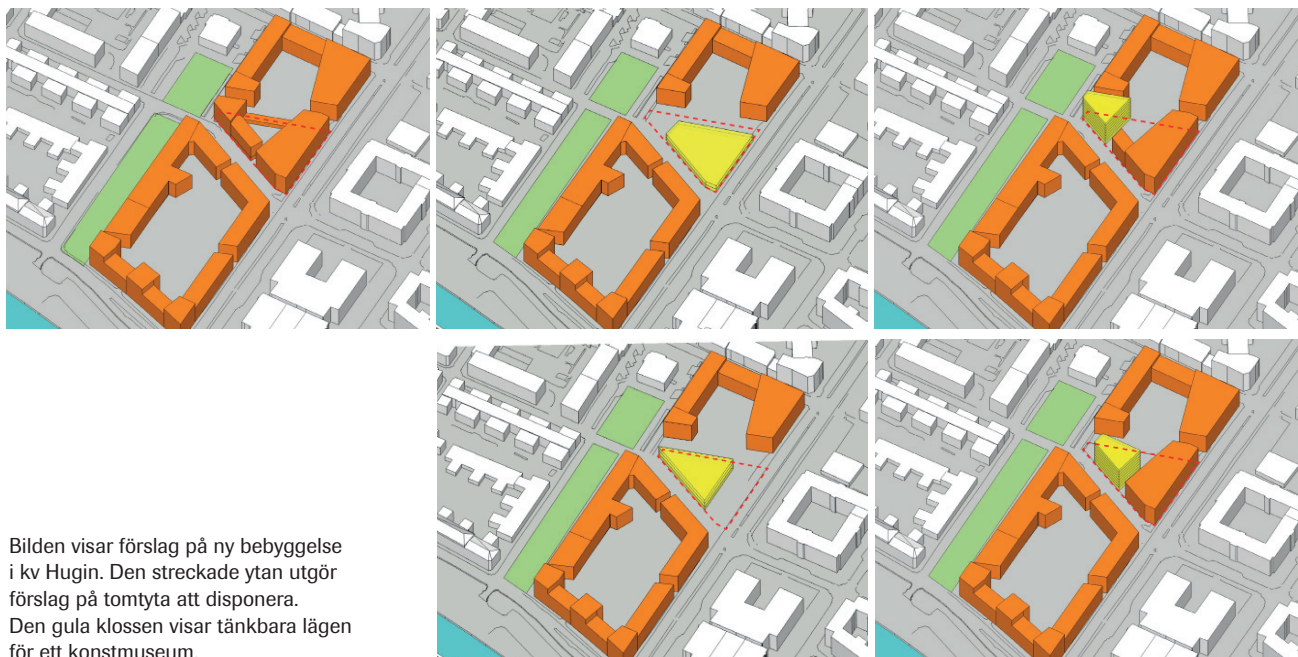 Bilden visar förslag på ny bebyggelse
i kv Hugin. Den streckade ytan utgör
förslag på tomtyta att disponera.
Den gula klossen visar tänkbara lägen
för ett konstmuseum.